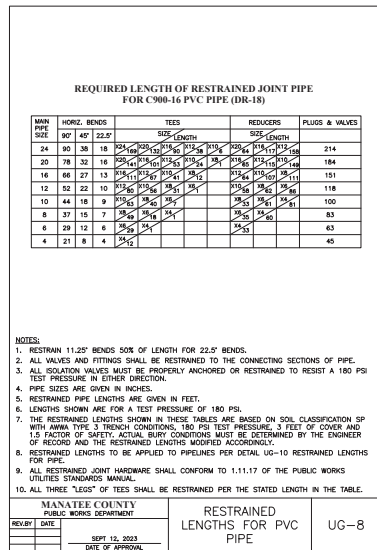 REQUIRED LENGTH OF RESTRAINED JOINT PIPE
FOR C900-16 PVC PIPE (DR-18)
MAIN PIPE SIZE HORIZ. BENDS TEES REDUCERS PLUGS & VALVES
90° 45° 22.5° SIZE LENGTH SIZE LENGTH
24 90 38 18 X24 169 X20 132 X16 90 X12 38 X10 6 X20 64 X16 117 X12 158 214
20 78 32 16 X20 141 X16 101 X12 53 X10 24 X8 1 X16 65 X12 115 X10 149 184
16 66 27 13 X16 111 X12 67 X10 41 X8 12 X12 64 X10 107 X8 111 151
12 52 22 10 X12 80 X10 56 X8 31 X6 1 X10 58 X8 62 X6 86 118
10 44 18 9 X10 63 X8 40 X6 7 X8 33 X6 61 X4 81 100
8 37 15 7 X8 49 X6 18 X4 1 X6 35 X4 60 83
6 29 12 6 X6 29 X4 1 X4 33 63
4 21 8 4 X4 12 45
NOTES:
1. RESTRAIN 11.25° BENDS 50% OF LENGTH FOR 22.5° BENDS.
2. ALL VALVES AND FITTINGS SHALL BE RESTRAINED TO THE CONNECTING SECTIONS OF PIPE.
3. ALL ISOLATION VALVES MUST BE PROPERLY ANCHORED OR RESTRAINED TO RESIST A 180 PSI
TEST PRESSURE IN EITHER DIRECTION.
4. PIPE SIZES ARE GIVEN IN INCHES.
5. RESTRAINED PIPE LENGTHS ARE GIVEN IN FEET.
6. LENGTHS SHOWN ARE FOR A TEST PRESSURE OF 180 PSI.
7. THE RESTRAINED LENGTHS SHOWN IN THESE TABLES ARE BASED ON SOIL CLASSIFICATION SP
WITH AWWA TYPE 3 TRENCH CONDITIONS, 180 PSI TEST PRESSURE, 3 FEET OF COVER AND
1.5 FACTOR OF SAFETY. ACTUAL BURY CONDITIONS MUST BE DETERMINED BY THE ENGINEER
OF RECORD AND THE RESTRAINED LENGTHS MODIFIED ACCORDINGLY.
8. RESTRAINED LENGTHS TO BE APPLIED TO PIPELINES PER DETAIL UG-10 RESTRAINED LENGTHS
FOR PIPE.
9. ALL RESTRAINED JOINT HARDWARE SHALL CONFORM TO 1.11.17 OF THE PUBLIC WORKS
UTILITIES STANDARDS MANUAL.
10. ALL THREE "LEGS" OF TEES SHALL BE RESTRAINED PER THE STATED LENGTH IN THE TABLE.
MANATEE COUNTY
PUBLIC WORKS DEPARTMENT
REV.BY DATE
SEPT 12, 2023
DATE OF APPROVAL
RESTRAINED
LENGTHS FOR PVC
PIPE
UG-8